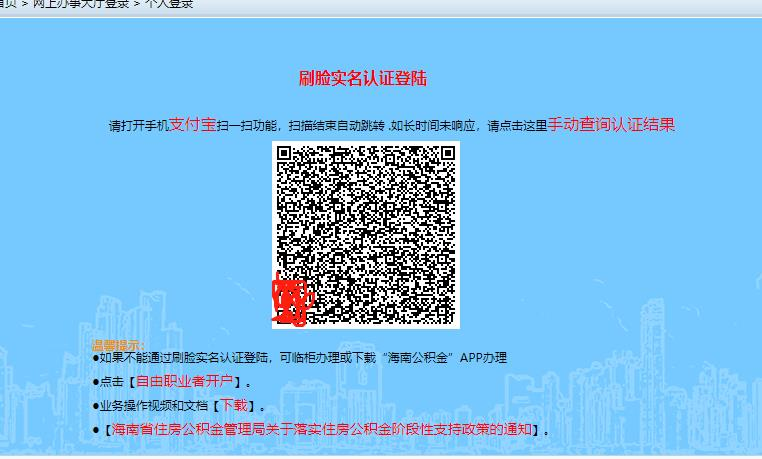 首页 > 网上办事大厅登录 > 个人登录
刷脸实名认证登陆
请打开手机支付宝扫一扫功能，扫描结束自动跳转 ,如长时间未响应，请点击这里手动查询认证结果
温馨提示：
●如果不能通过刷脸实名认证登陆，可临柜办理或下载“海南公积金”APP办理
●点击【自由职业者开户】。
●业务操作视频和文档【下载】。
●【海南省住房公积金管理局关于落实住房公积金阶段性支持政策的通知】。